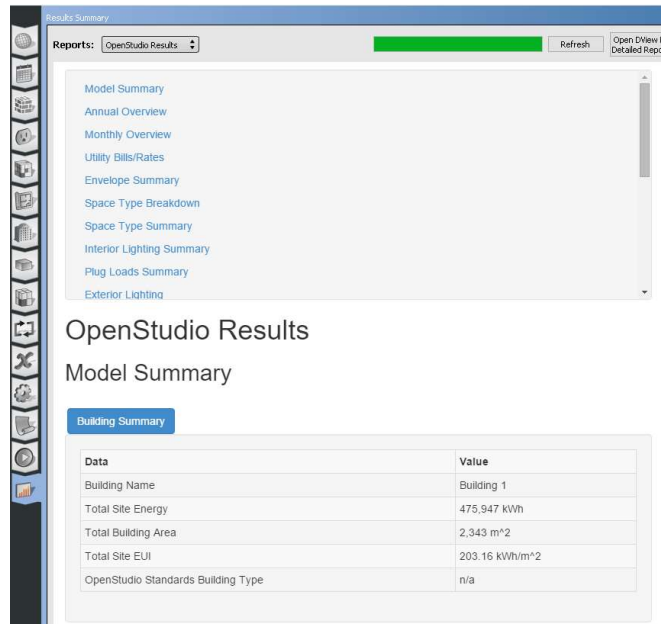 Results Summary
Reports: OpenStudio Results
Refresh
Open DView
Detailed Repo
Model Summary
Annual Overview
Monthly Overview
Utility Bills/Rates
Envelope Summary
Space Type Breakdown
Space Type Summary
Interior Lighting Summary
Plug Loads Summary
Exterior Lighting
OpenStudio Results
Model Summary
Building Summary
Data Value
Building Name Building 1
Total Site Energy 475,947 kWh
Total Building Area 2,343 m^2
Total Site EUI 203.16 kWh/m^2
OpenStudio Standards Building Type n/a